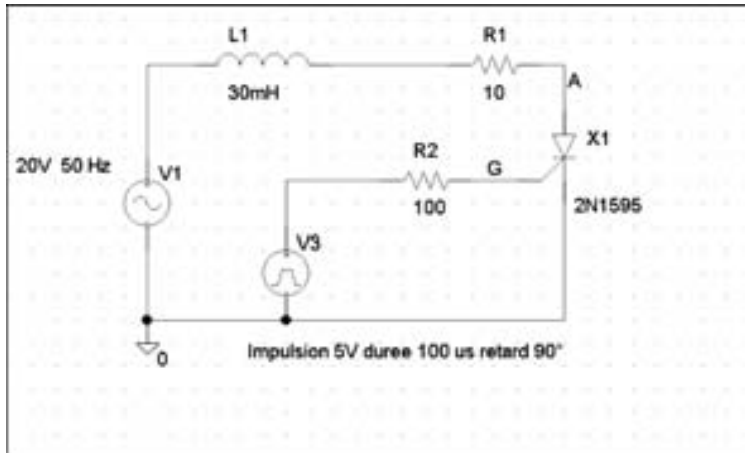 L1
30mH
R1
10
A
X1
20V 50 Hz
V1
R2
100
G
2N1595
V3
0
Impulsion 5V duree 100 us retard 90°